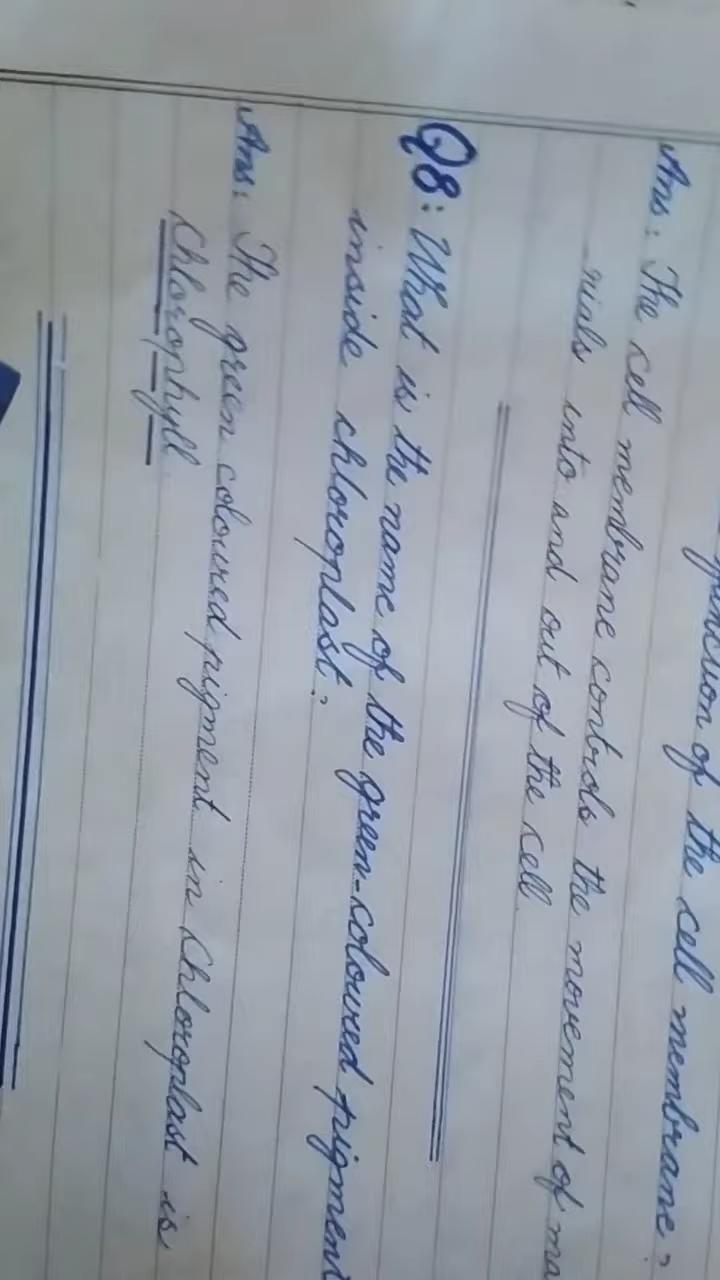 function of the cell membrane?
Ans: The cell membrane controls the movement of ma
-rials into and out of the cell.
Q8: What is the name of the green-coloured pigment
inside chloroplast?
Ans: The green coloured pigment in Chloroplast is
Chlorophyll.